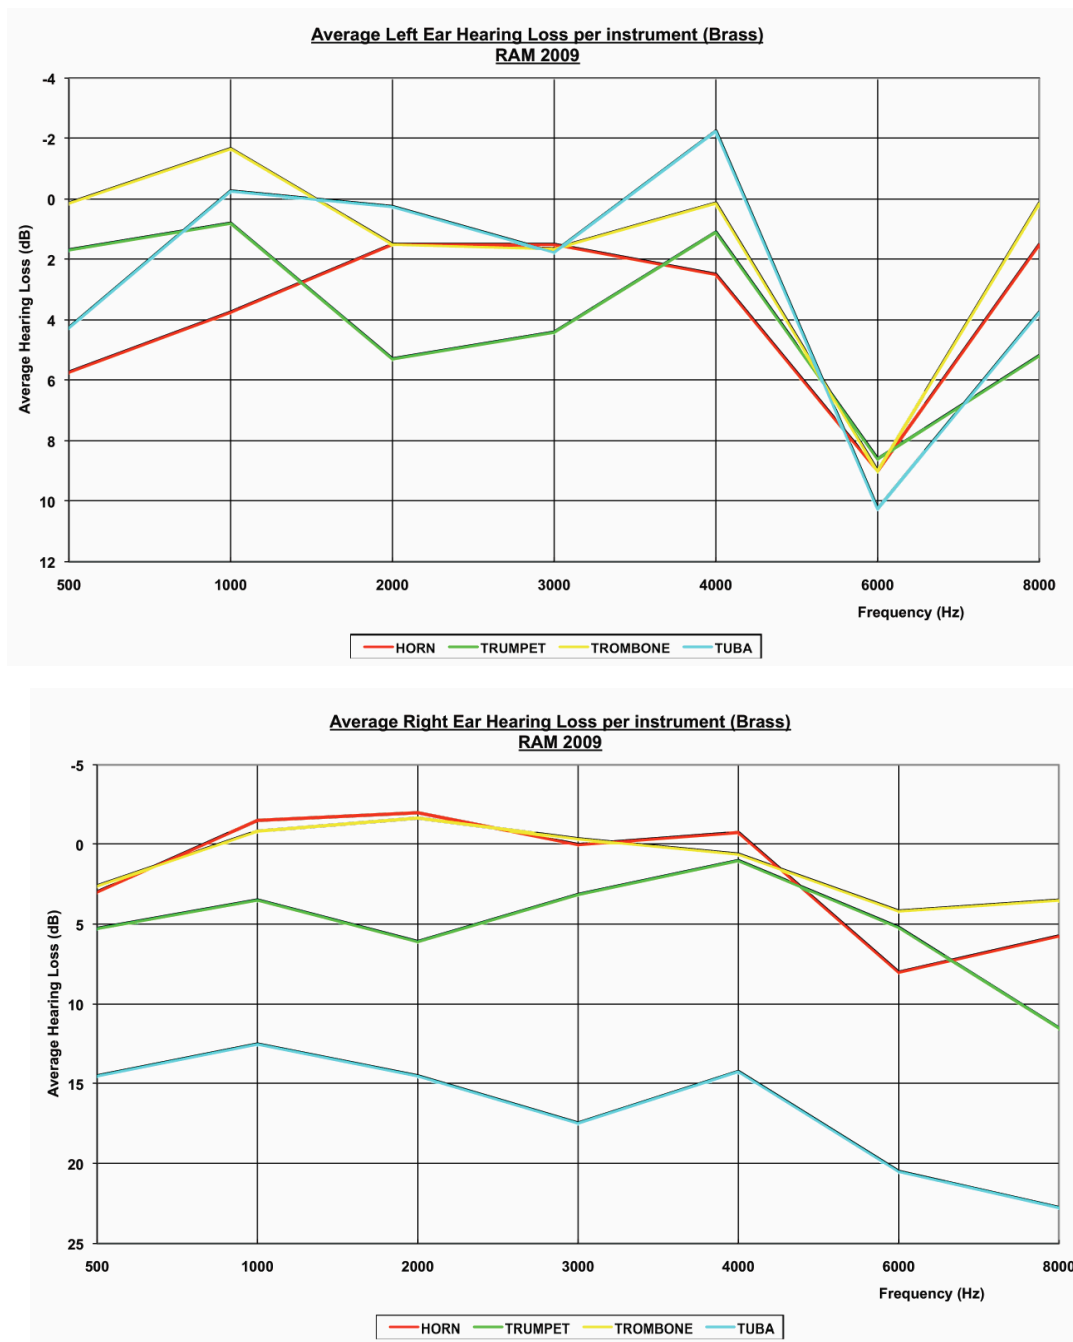 Average Left Ear Hearing Loss per instrument (Brass)
RAM 2009
-4
-2
0
2
4
6
8
10
12
Average Hearing Loss (dB)
500 1000 2000 3000 4000 6000 8000
Frequency (Hz)
HORN TRUMPET TROMBONE TUBA
Average Right Ear Hearing Loss per instrument (Brass)
RAM 2009
-5
0
5
10
15
20
25
Average Hearing Loss (dB)
500 1000 2000 3000 4000 6000 8000
Frequency (Hz)
HORN TRUMPET TROMBONE TUBA